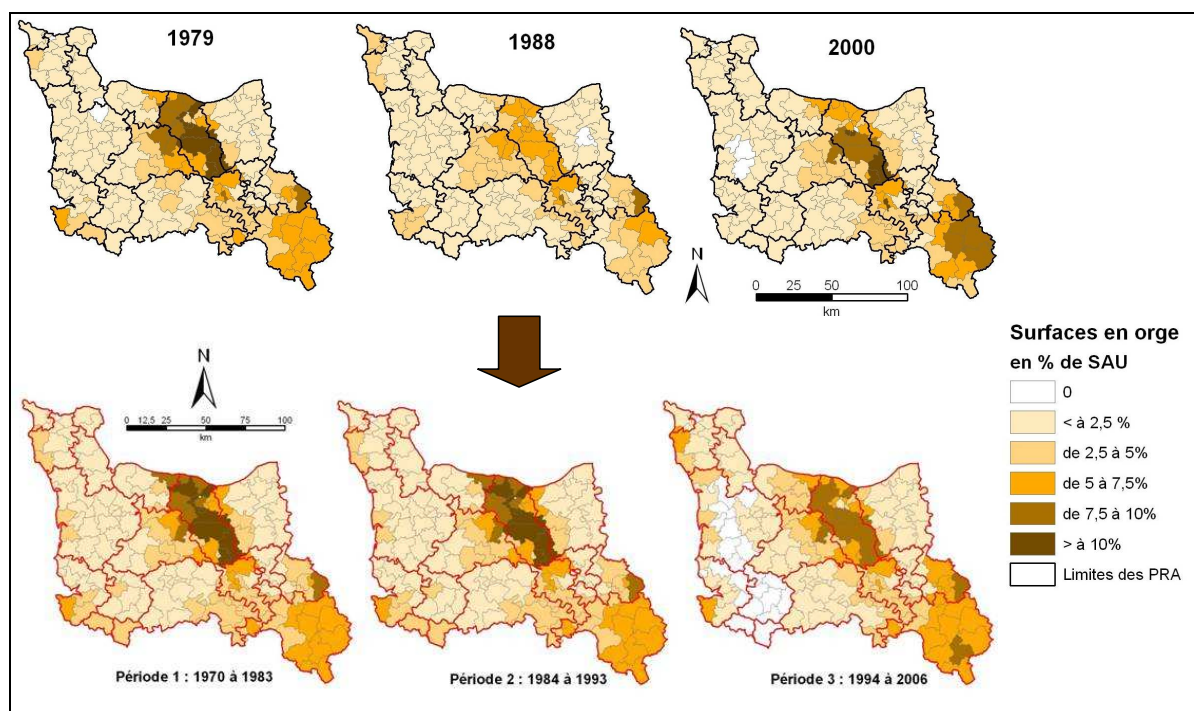 1979
1988
2000
N
0 25 50 100
km
N
0 12,5 25 50 75 100
km
Surfaces en orge
en % de SAU
0
< à 2,5 %
de 2,5 à 5%
de 5 à 7,5%
de 7,5 à 10%
> à 10%
Limites des PRA
Période 1 : 1970 à 1983
Période 2 : 1984 à 1993
Période 3 : 1994 à 2006